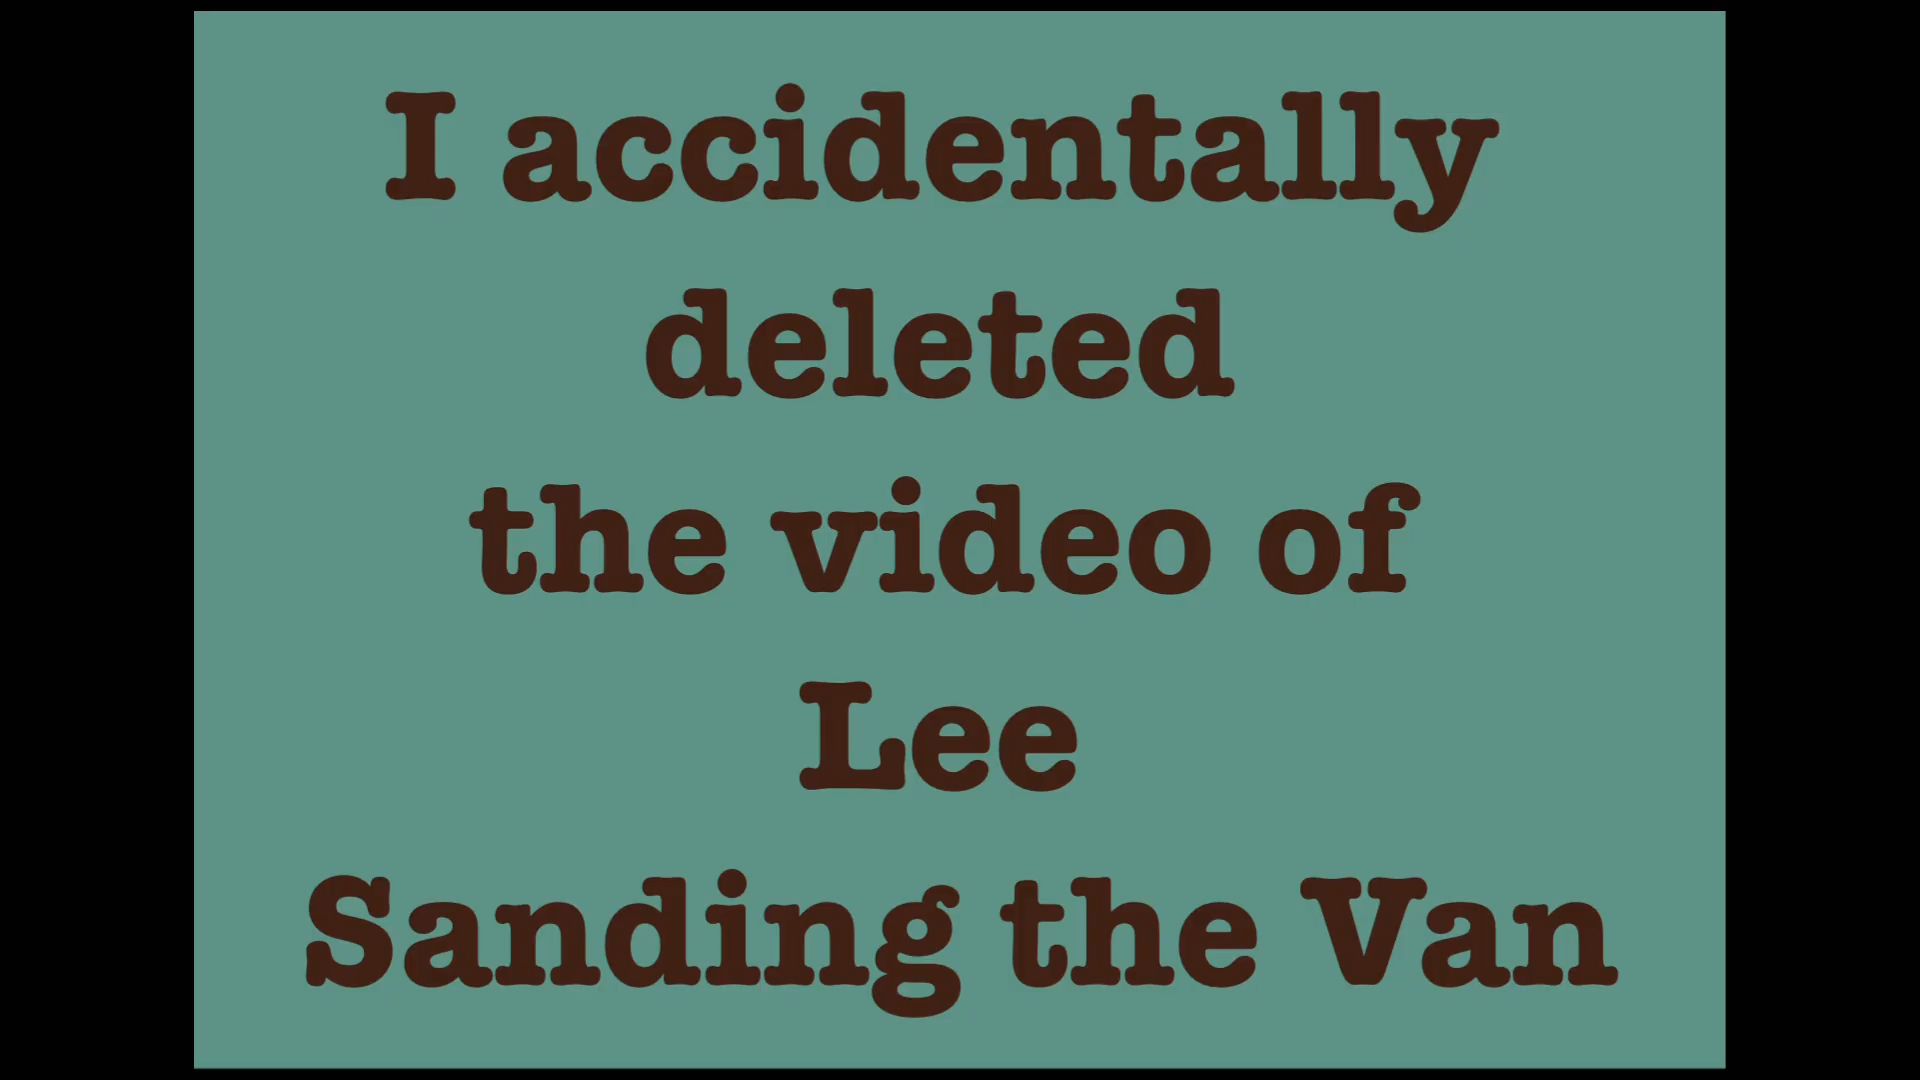 I accidentally
deleted
the video of
Lee
Sanding the Van